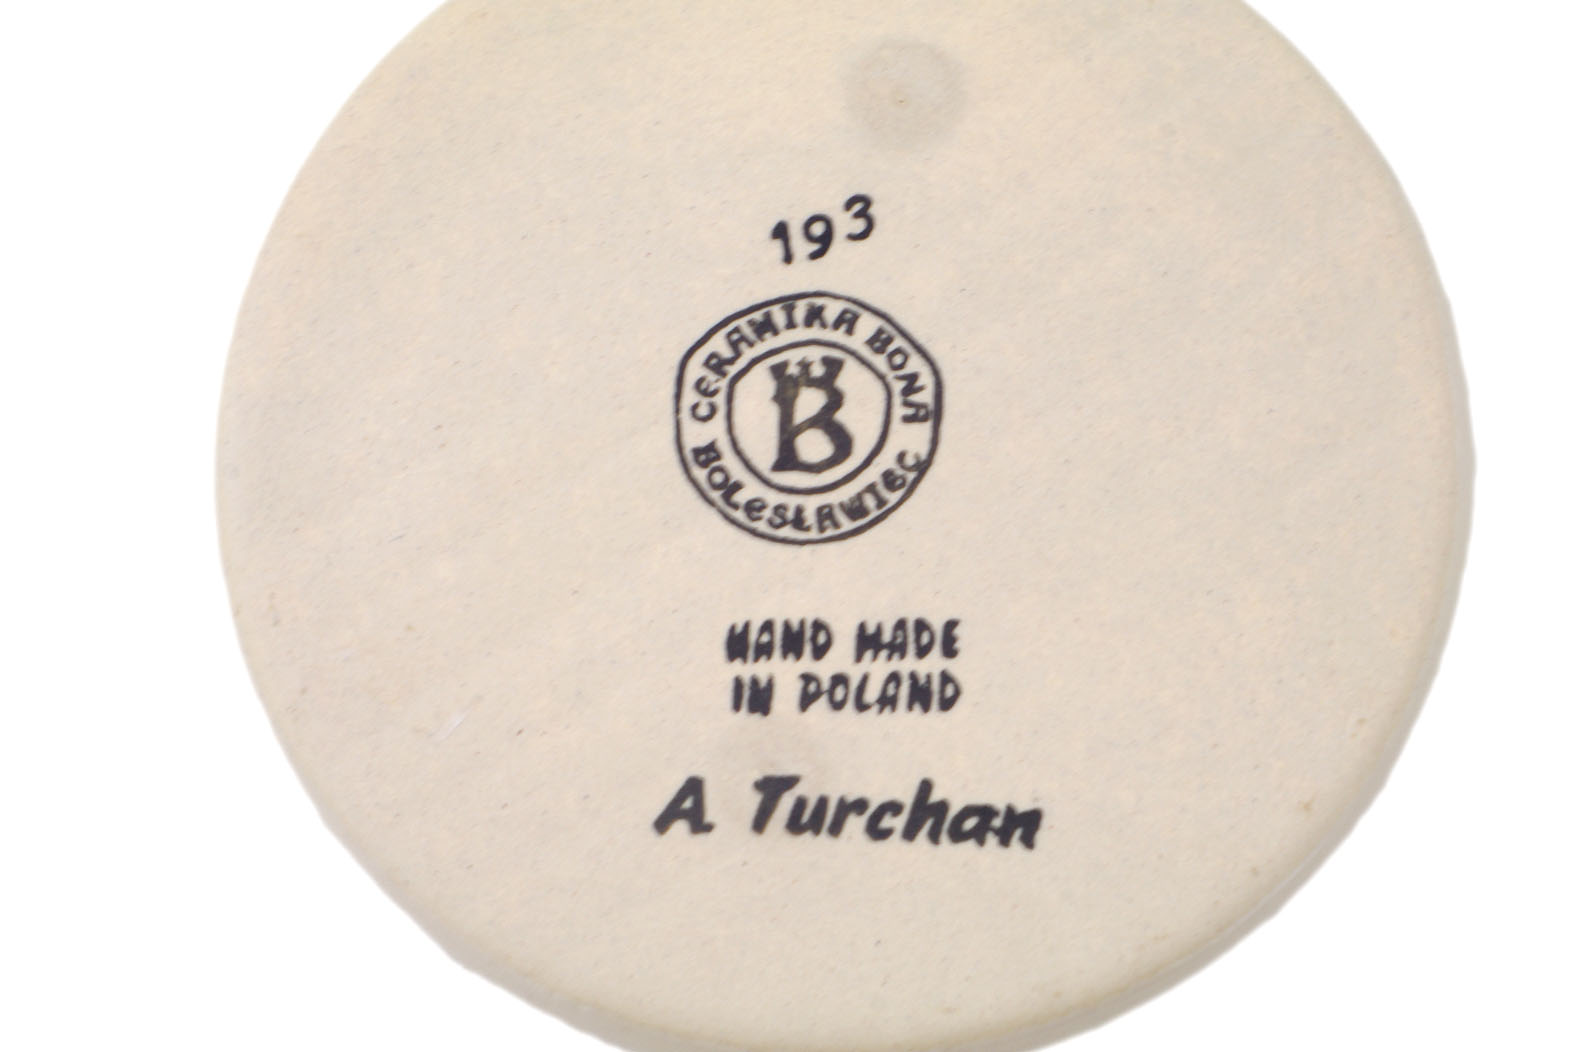 193
CERAMIKA BONA
B
BOLESŁAWIEC
HAND MADE
IN POLAND
A Turchan